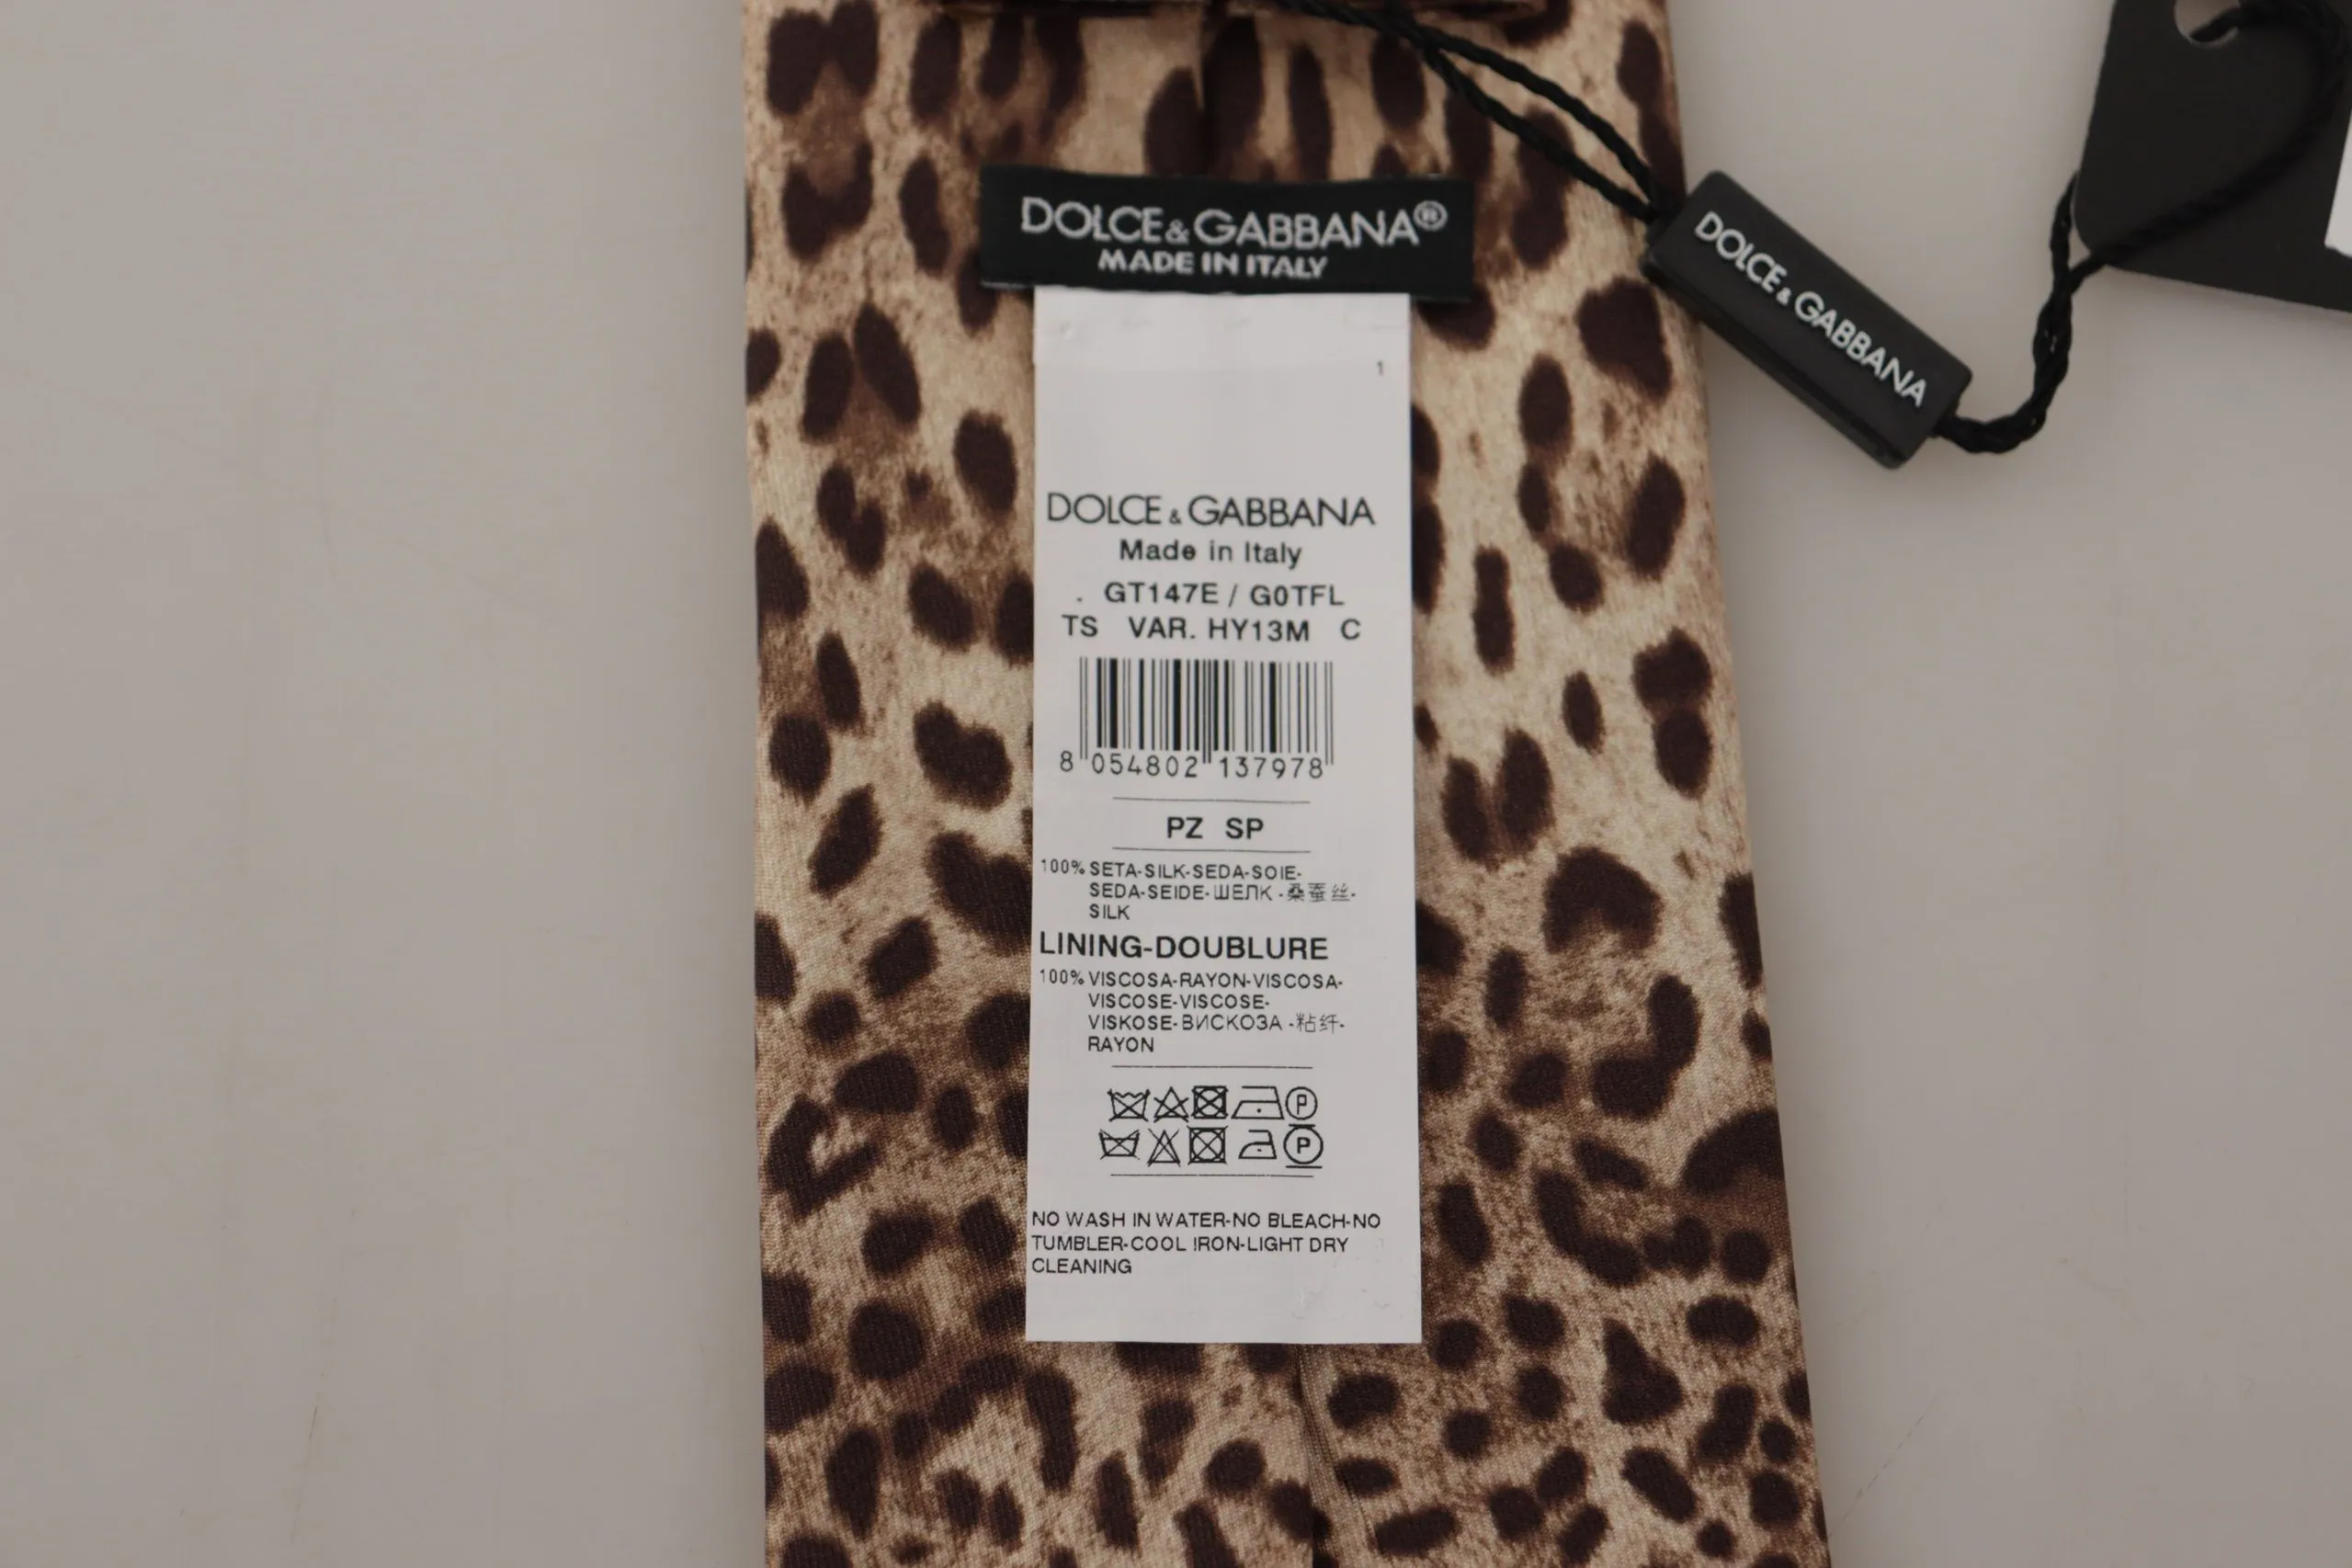 DOLCE&GABBANA®
MADE IN ITALY
DOLCE&GABBANA
1
DOLCE&GABBANA
Made in Italy
. GT147E / G0TFL
TS VAR. HY13M C
8 054802 137978
PZ SP
100% SETA-SILK-SEDA-SOIE-
SEDA-SEIDE-ШЕЛК -桑蚕丝-
SILK
LINING-DOUBLURE
100% VISCOSA-RAYON-VISCOSA-
VISCOSE-VISCOSE-
VISKOSE-ВИСКОЗА -粘纤-
RAYON
P
P
NO WASH IN WATER-NO BLEACH-NO
TUMBLER-COOL IRON-LIGHT DRY
CLEANING